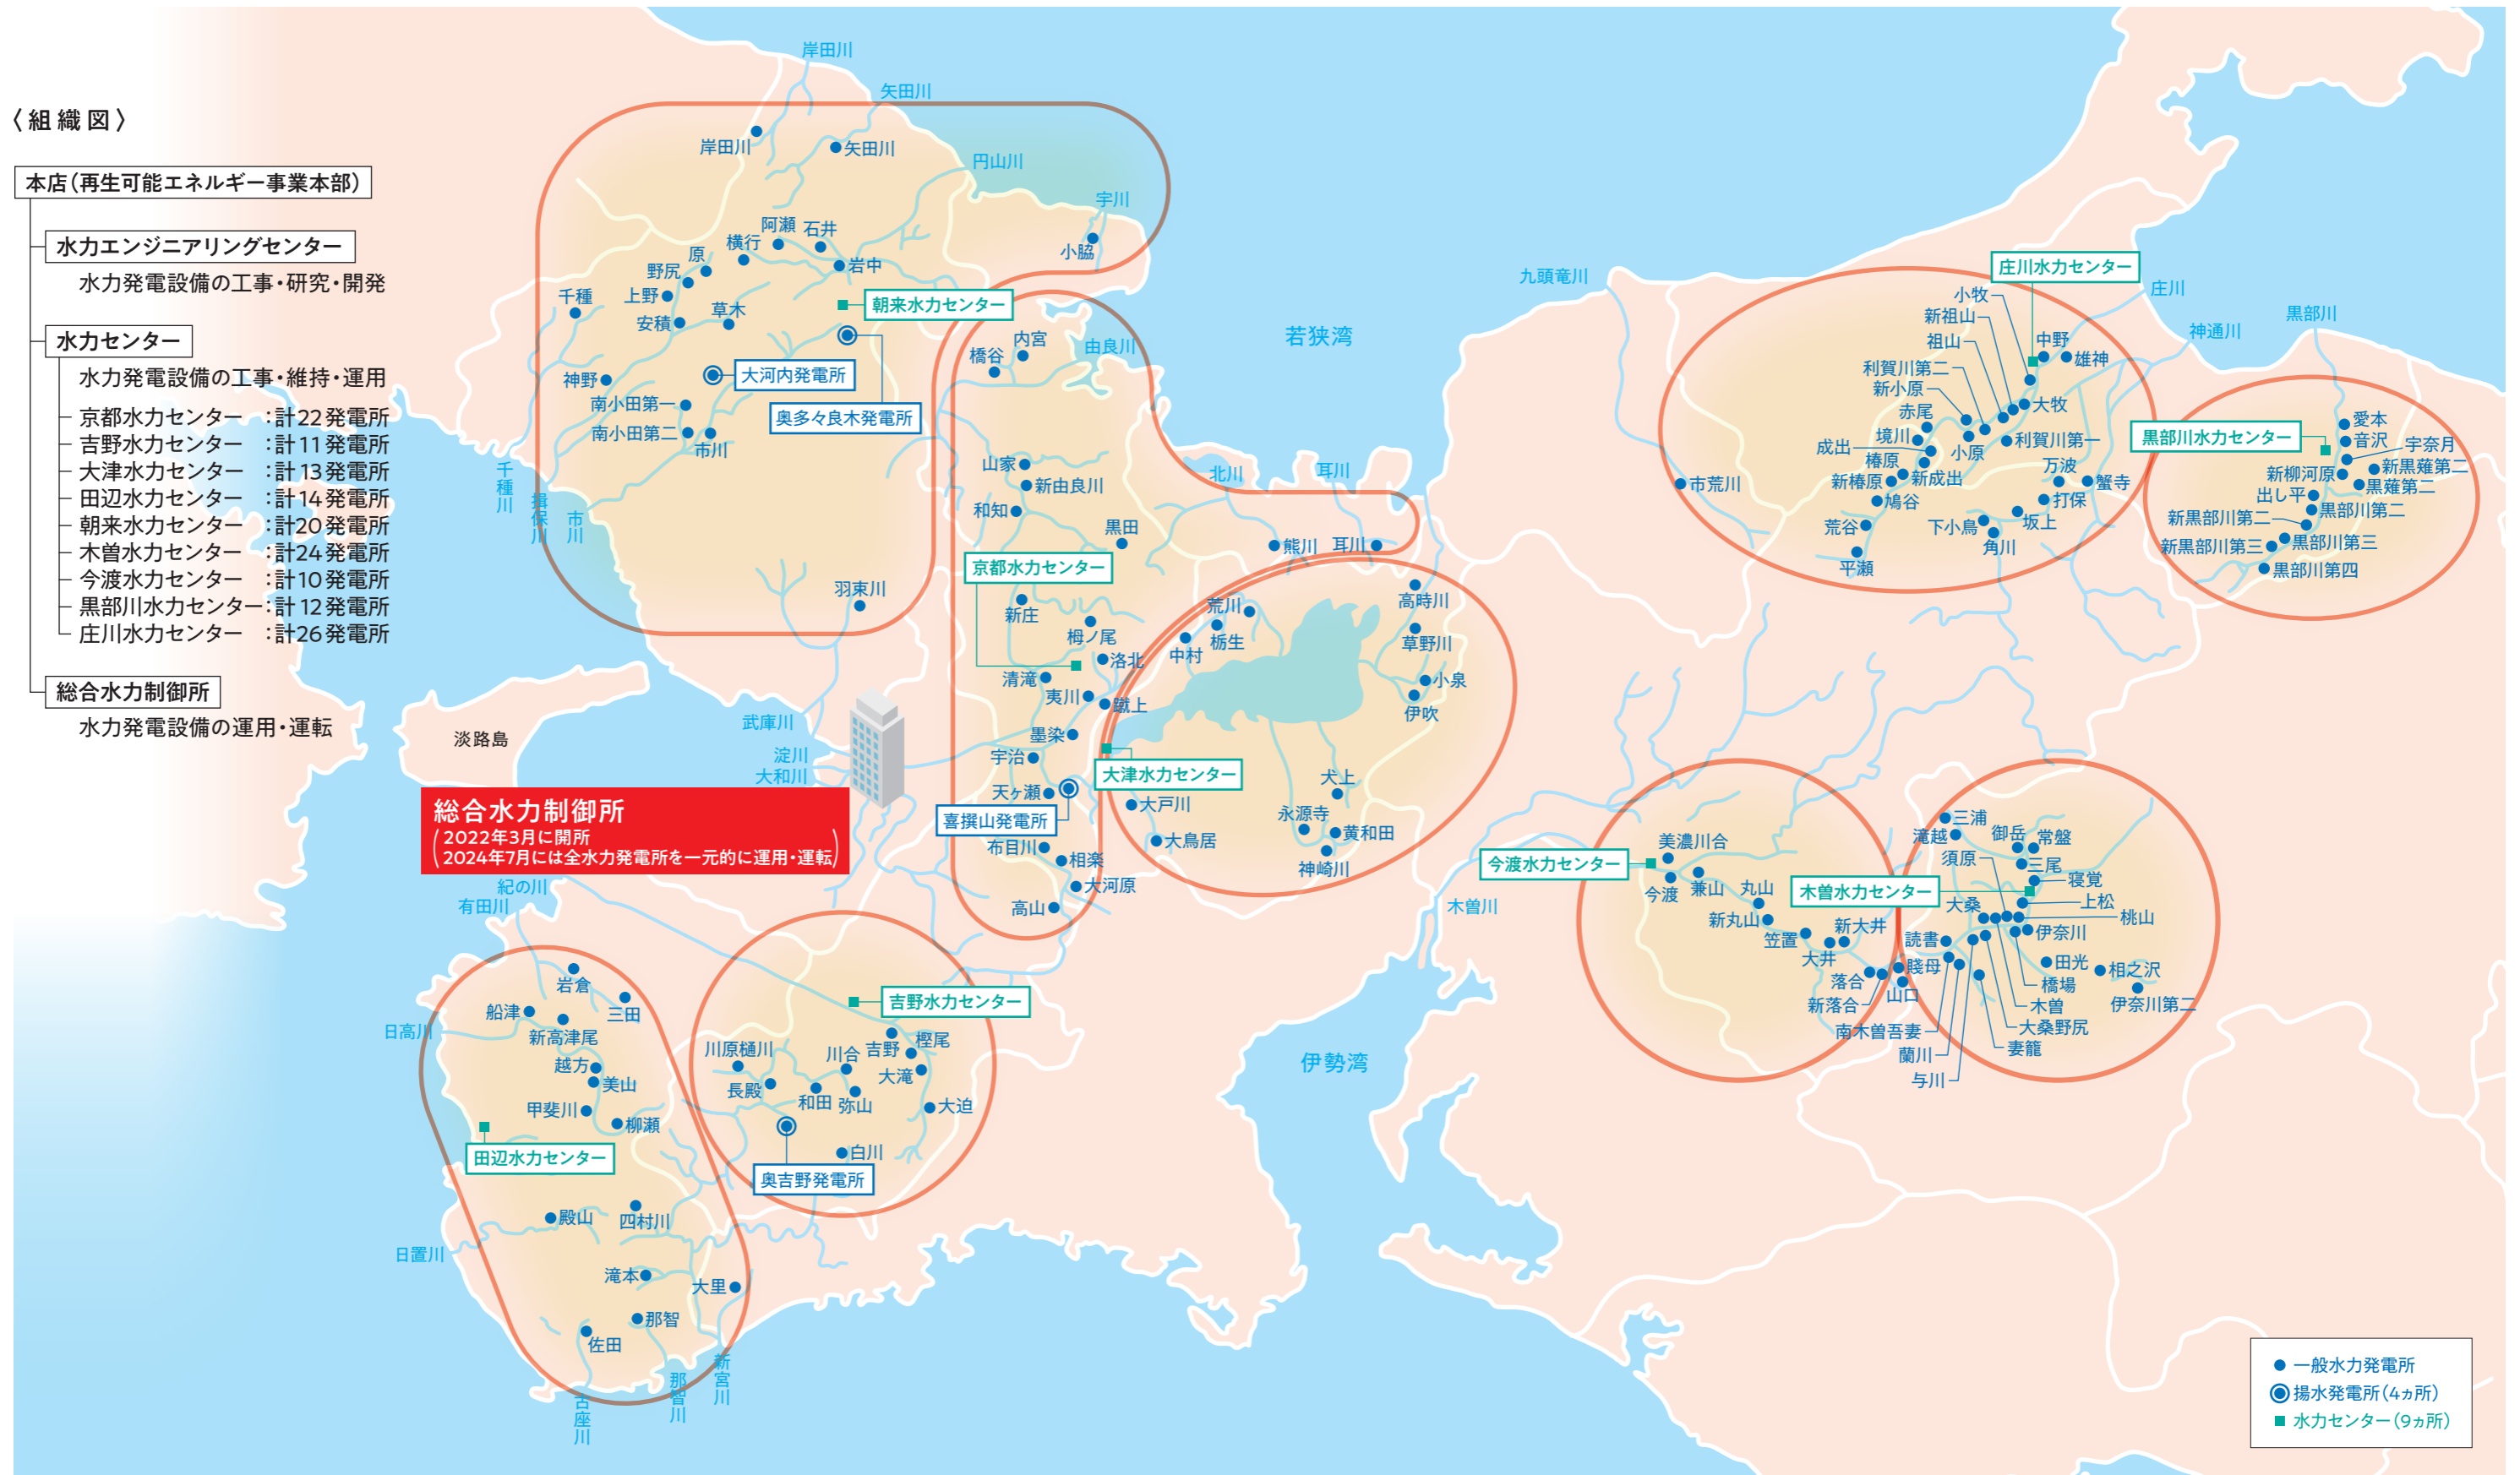 〈組織図〉
本店（再生可能エネルギー事業本部）
水力エンジニアリングセンター
水力発電設備の工事・研究・開発
水力センター
水力発電設備の工事・維持・運用
京都水力センター　：計22発電所
吉野水力センター　：計11発電所
大津水力センター　：計13発電所
田辺水力センター　：計14発電所
朝来水力センター　：計20発電所
木曽水力センター　：計24発電所
今渡水力センター　：計10発電所
黒部川水力センター：計12発電所
庄川水力センター　：計26発電所
総合水力制御所
水力発電設備の運用・運転
岸田川
矢田川
岸田川
矢田川
円山川
宇川
小脇
阿瀬
石井
横行
岩中
原
野尻
上野
千種
安積
草木
朝来水力センター
神野
大河内発電所
奥多々良木発電所
南小田第一
南小田第二
市川
千種川
揖保川
市川
羽束川
内宮
橋谷
由良川
若狭湾
山家
新由良川
和知
黒田
北川
耳川
熊川
耳川
京都水力センター
新庄
栂ノ尾
洛北
清滝
夷川
蹴上
墨染
宇治
天ヶ瀬
喜撰山発電所
布目川
相楽
大河原
高山
荒川
栃生
中村
高時川
草野川
小泉
伊吹
大津水力センター
大戸川
大鳥居
犬上
永源寺
黄和田
神崎川
武庫川
淀川
大和川
淡路島
総合水力制御所
（2022年3月に開所
2024年7月には全水力発電所を一元的に運用・運転）
紀の川
有田川
岩倉
三田
船津
新高津尾
日高川
越方
美山
甲斐川
柳瀬
田辺水力センター
殿山
四村川
日置川
滝本
大里
那智
佐田
古座川
那智川
新宮川
吉野水力センター
川原樋川
川合
吉野
樫尾
長殿
和田
弥山
大滝
大迫
白川
奥吉野発電所
伊勢湾
九頭竜川
市荒川
庄川水力センター
小牧
新祖山
祖山
中野
雄神
利賀川第二
新小原
赤尾
大牧
境川
成出
小原
利賀川第一
椿原
新成出
新椿原
万波
蟹寺
鳩谷
打保
荒谷
下小鳥
坂上
角川
平瀬
庄川
神通川
黒部川
黒部川水力センター
愛本
音沢
宇奈月
新柳河原
新黒薙第二
黒薙第二
出し平
黒部川第二
新黒部川第二
新黒部川第三
黒部川第三
黒部川第四
今渡水力センター
木曽川
美濃川合
今渡
兼山
丸山
新丸山
笠置
新大井
大井
落合
新落合
木曽水力センター
三浦
滝越
御岳
常盤
須原
三尾
寝覚
上松
大桑
桃山
伊奈川
読書
田光
相之沢
賤母
山口
橋場
伊奈川第二
木曽
南木曽吾妻
大桑野尻
蘭川
妻籠
与川
一般水力発電所
揚水発電所（4ヵ所）
水力センター（9ヵ所）